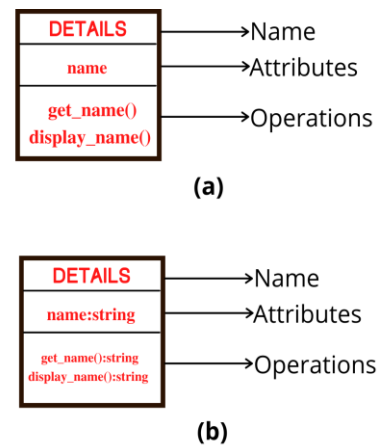 DETAILS Name
name Attributes
get_name() Operations
display_name()
(a)
DETAILS Name
name:string Attributes
get_name():string Operations
display_name():string
(b)